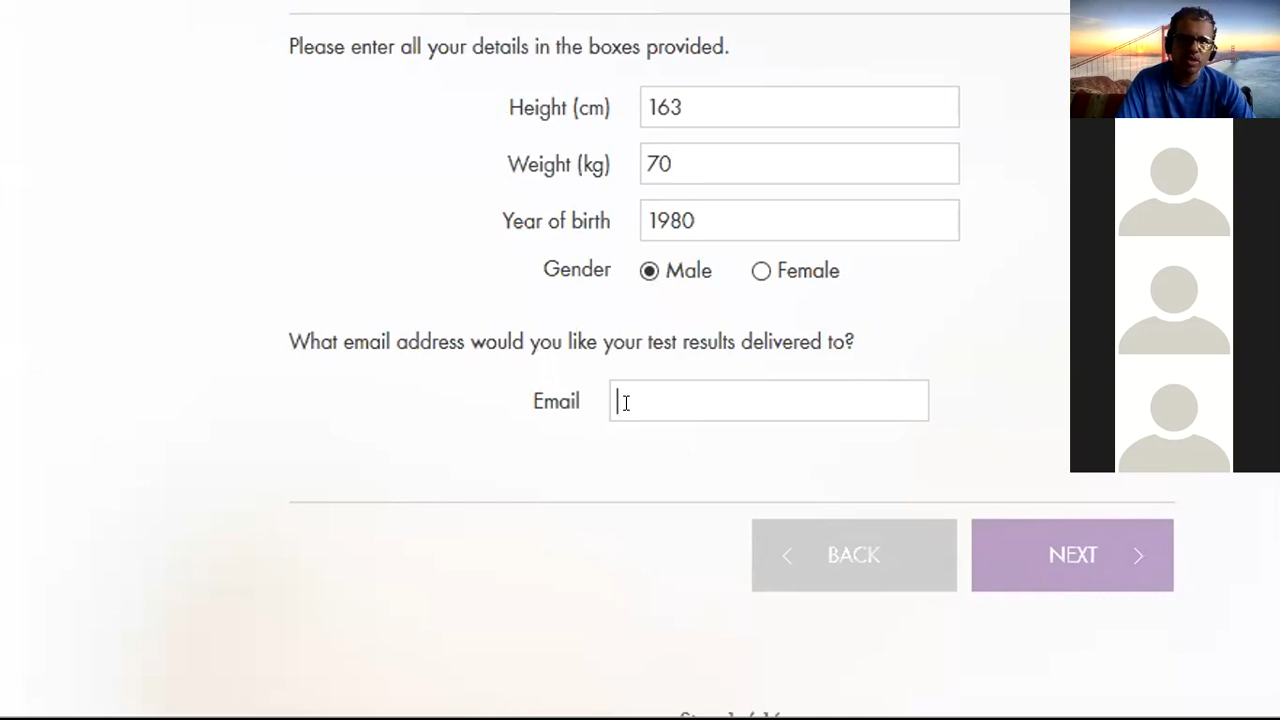 Please enter all your details in the boxes provided.
Height (cm) 163
Weight (kg) 70
Year of birth 1980
Gender Male Female
What email address would you like your test results delivered to?
Email
BACK NEXT